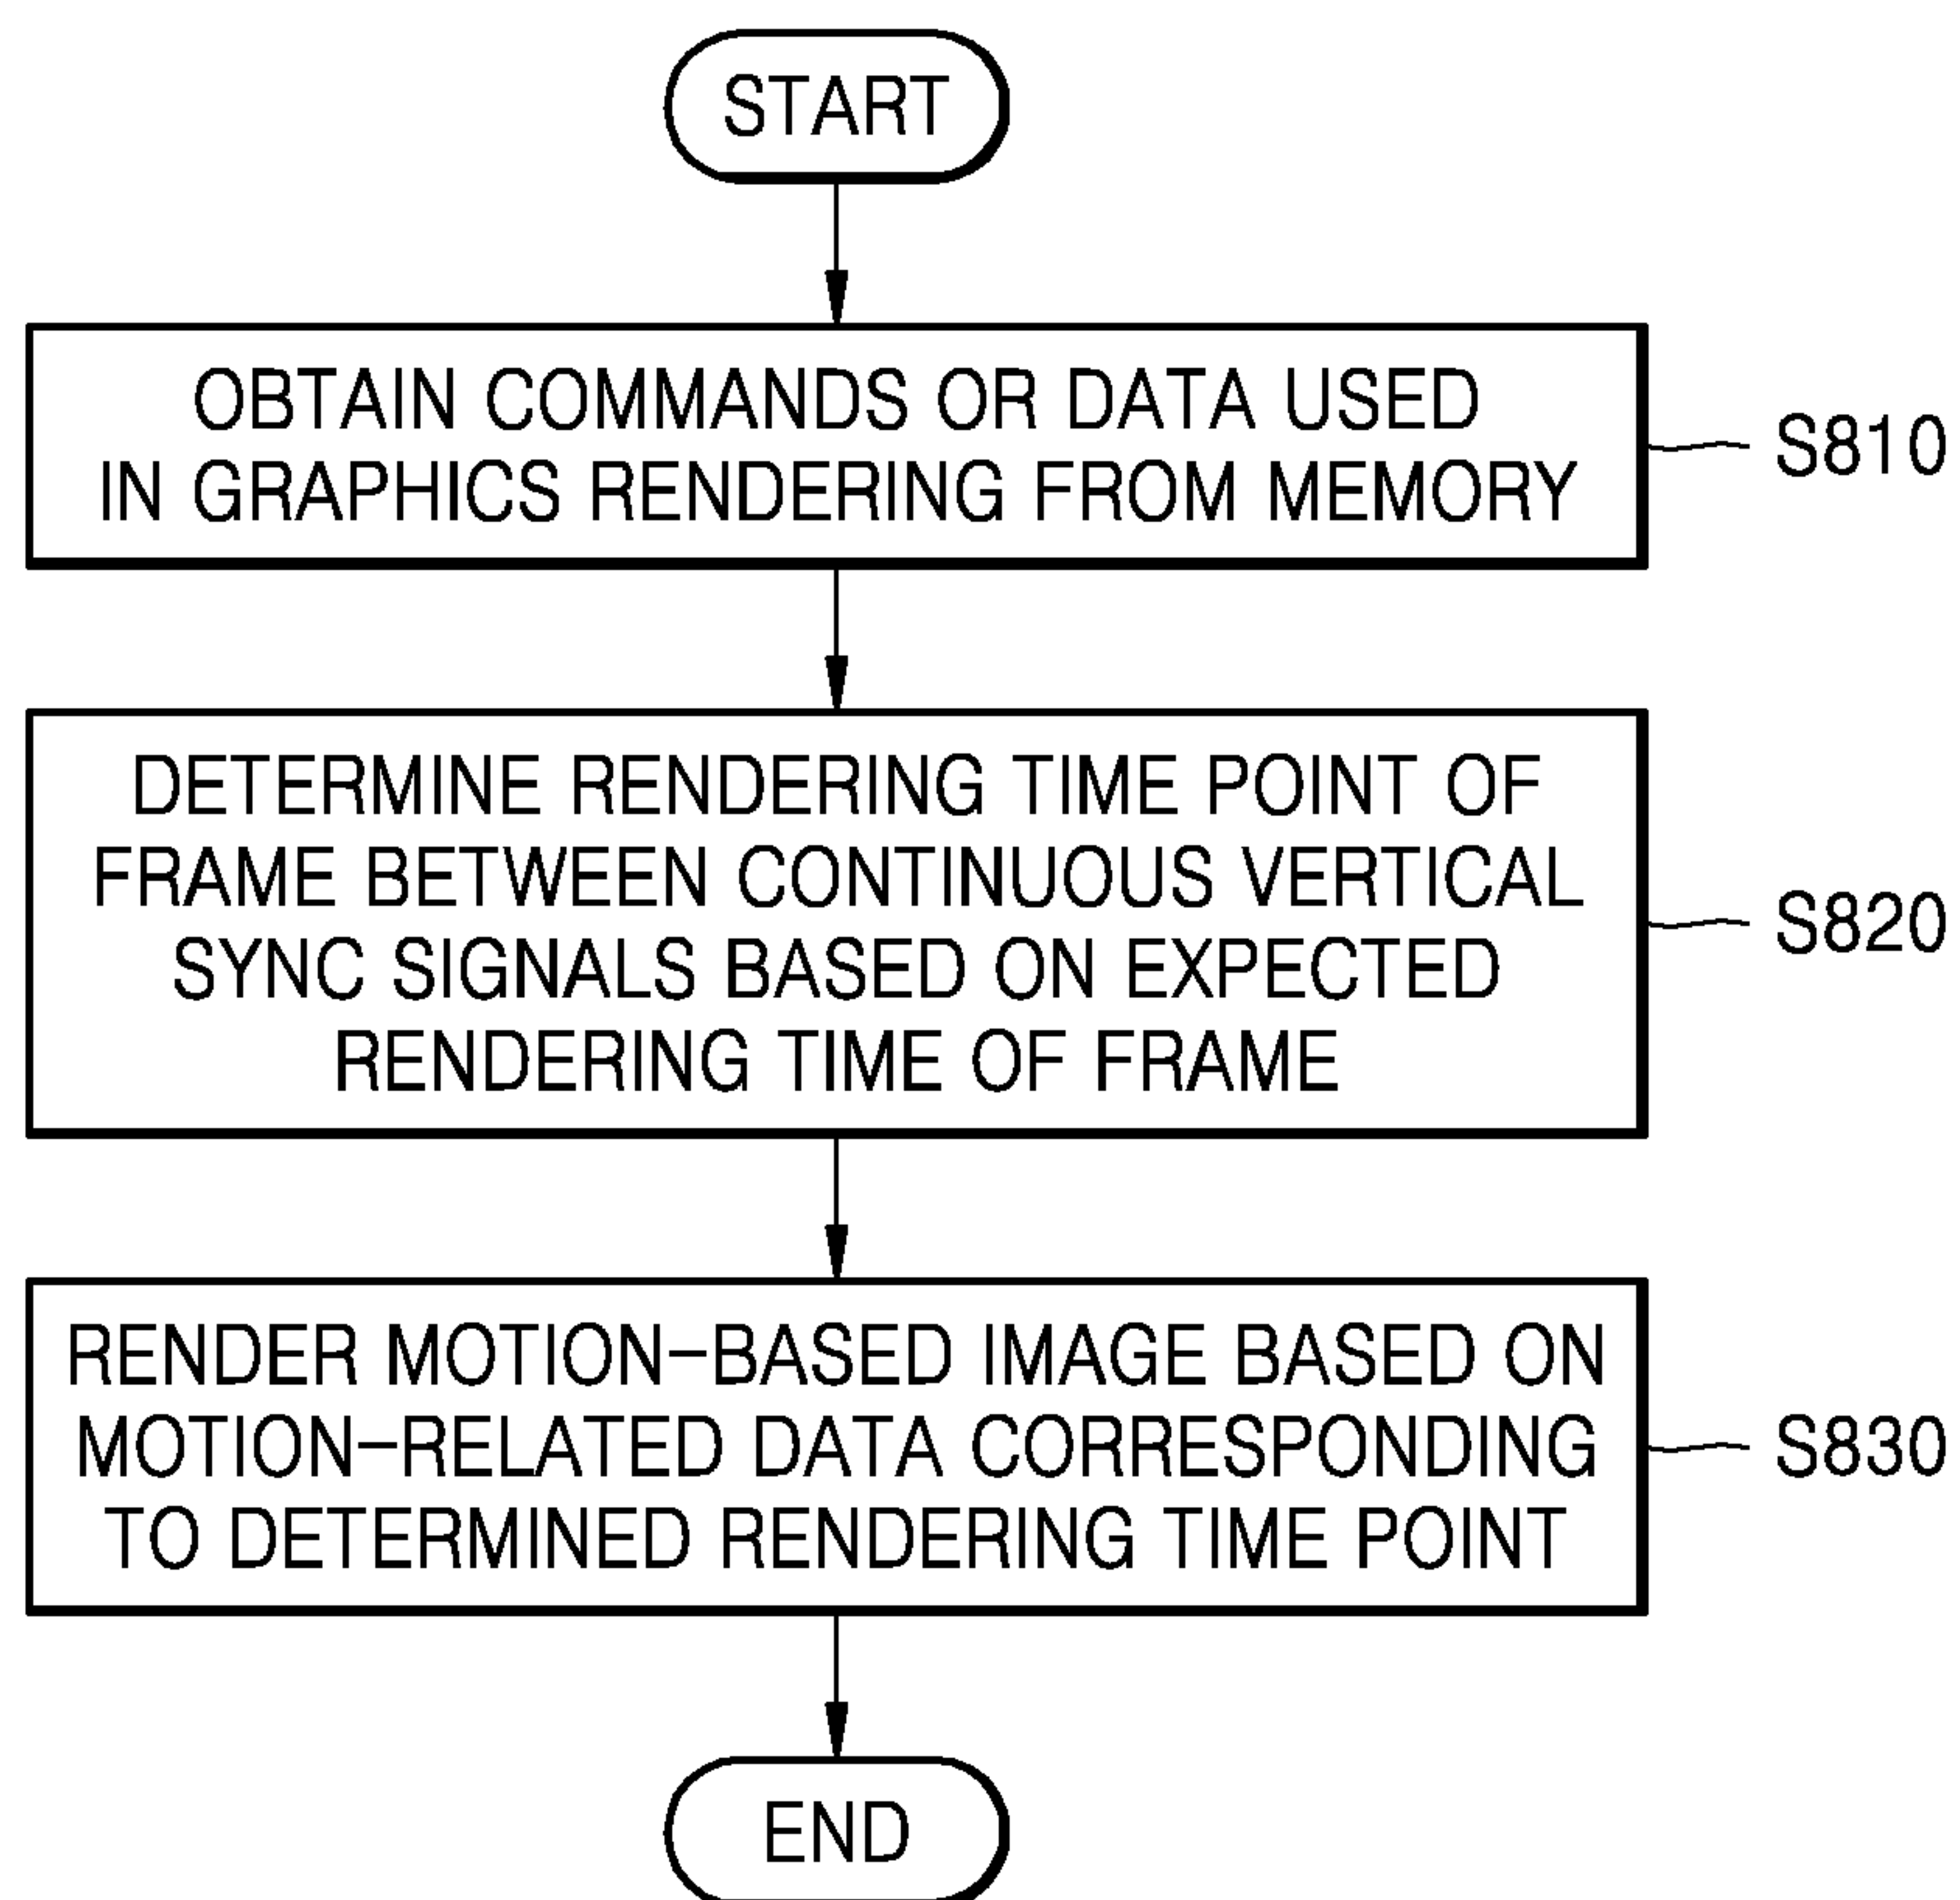 START
OBTAIN COMMANDS OR DATA USED
IN GRAPHICS RENDERING FROM MEMORY
S810
DETERMINE RENDERING TIME POINT OF
FRAME BETWEEN CONTINUOUS VERTICAL
SYNC SIGNALS BASED ON EXPECTED
RENDERING TIME OF FRAME
S820
RENDER MOTION-BASED IMAGE BASED ON
MOTION-RELATED DATA CORRESPONDING
TO DETERMINED RENDERING TIME POINT
S830
END